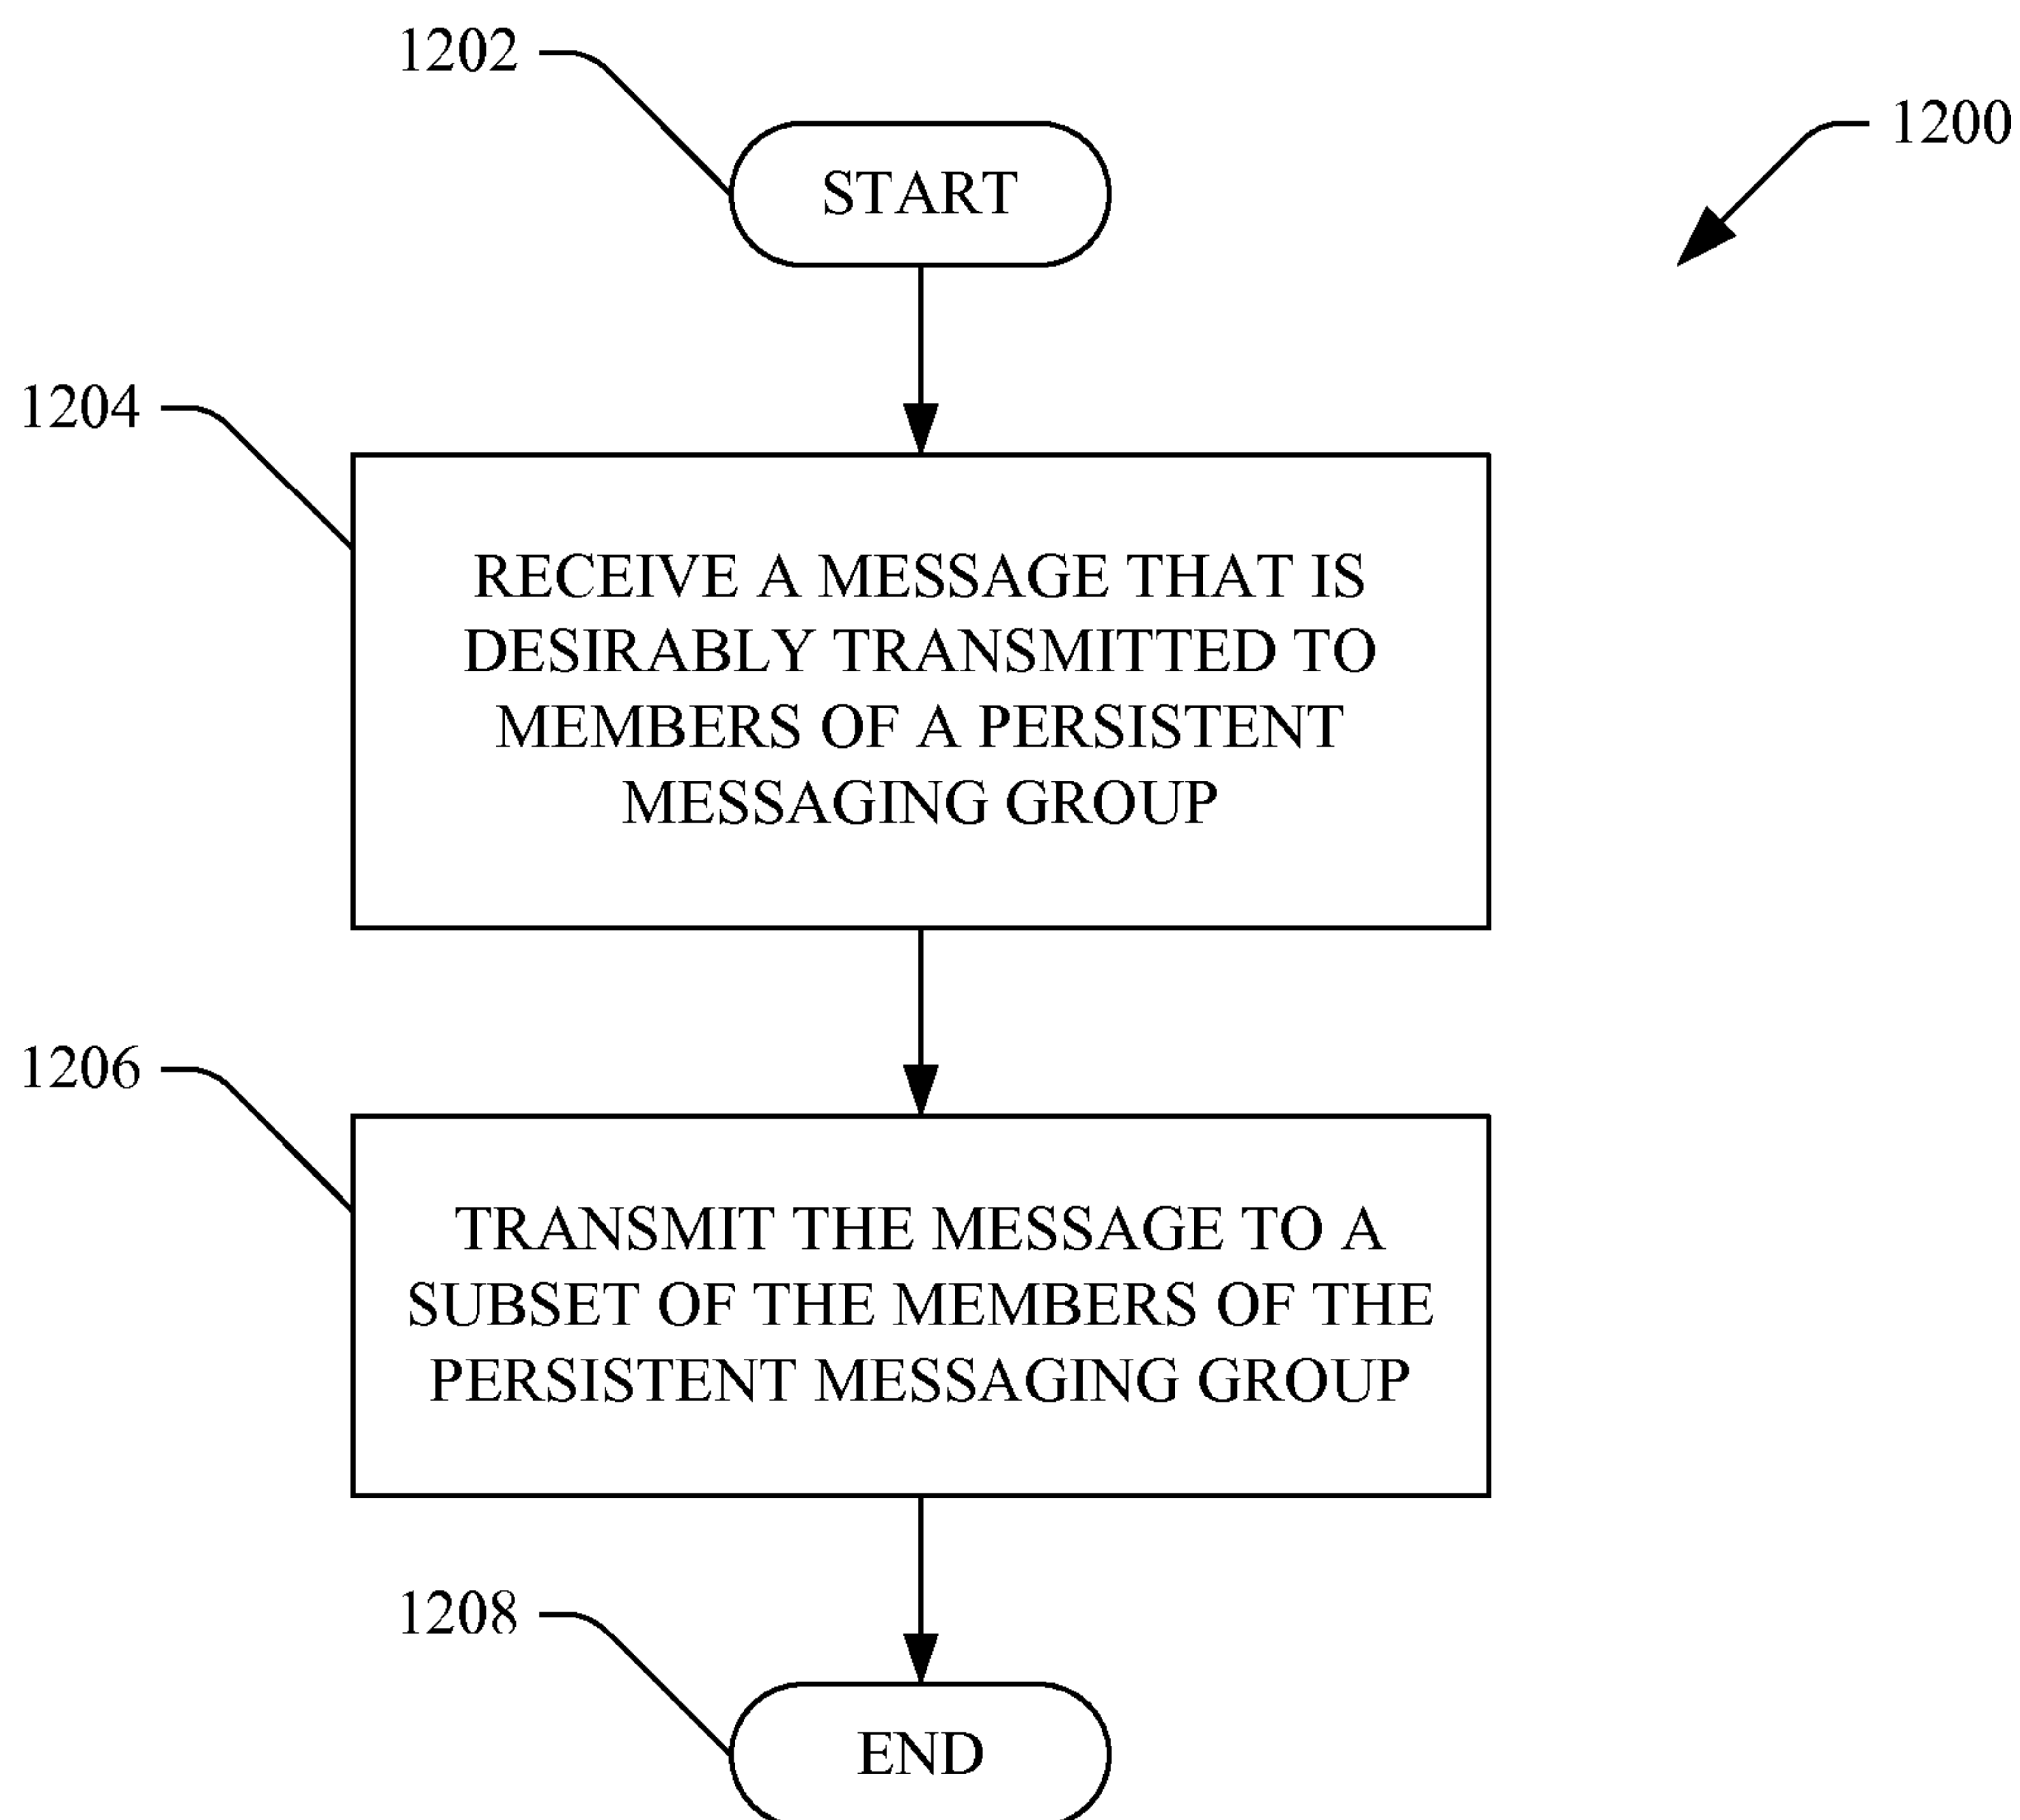 1202
1200
START
1204
RECEIVE A MESSAGE THAT IS
DESIRABLY TRANSMITTED TO
MEMBERS OF A PERSISTENT
MESSAGING GROUP
1206
TRANSMIT THE MESSAGE TO A
SUBSET OF THE MEMBERS OF THE
PERSISTENT MESSAGING GROUP
1208
END